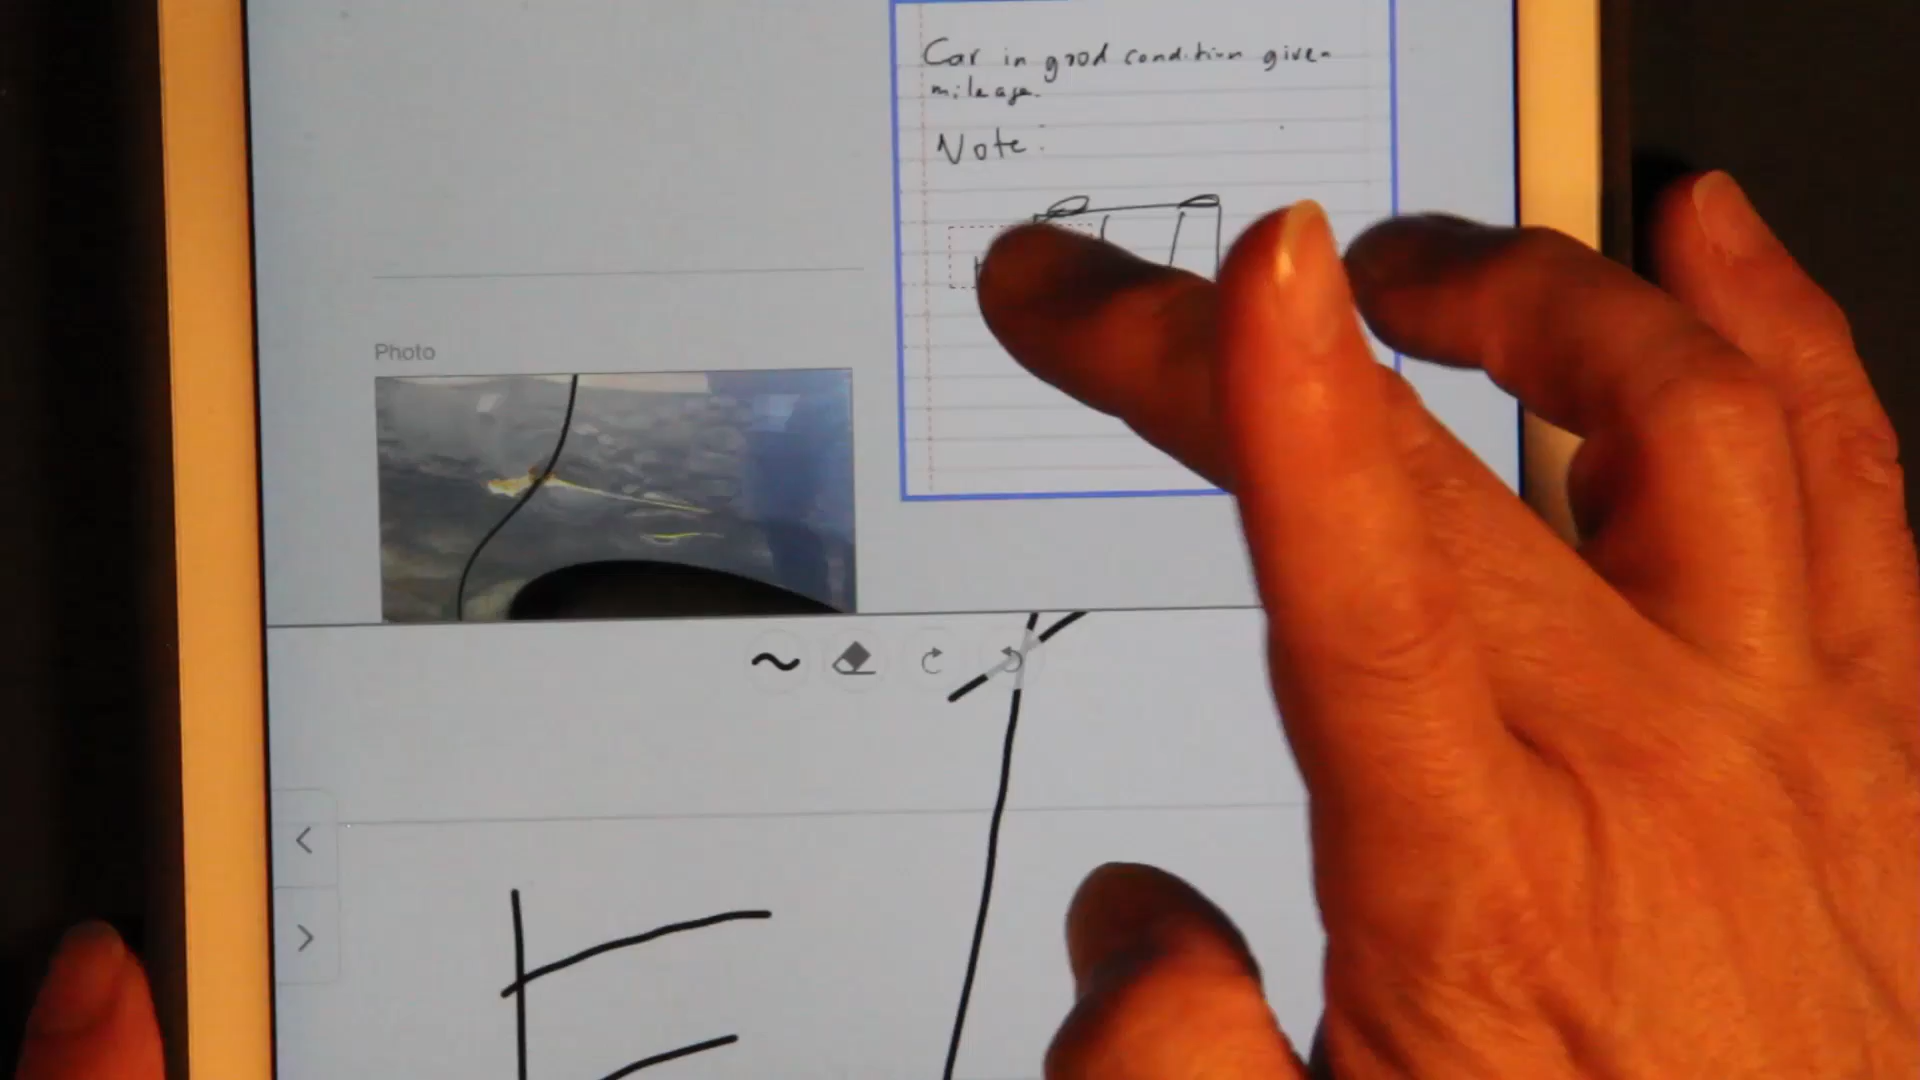 Car in good condition given
mileage.
Note:
Photo
F